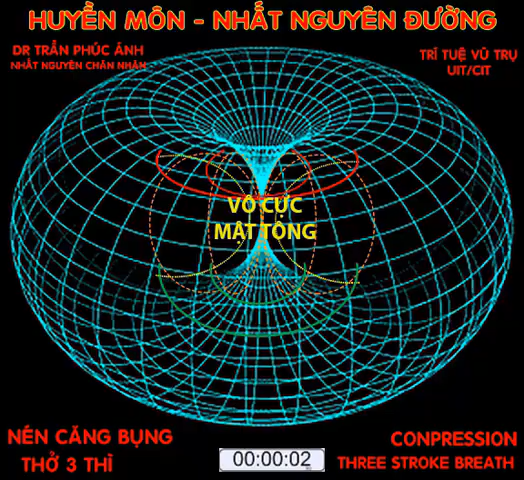 HUYỀN MÔN - NHẤT NGUYÊN ĐƯỜNG
DR TRẦN PHÚC ÁNH
NHẤT NGUYÊN CHÂN NHÂN
TRÍ TUỆ VŨ TRỤ
UIT/CIT
VÔ CỰC
MẬT TÔNG
NÉN CĂNG BỤNG
THỞ 3 THÌ
00:00:02
CONPRESSION
THREE STROKE BREATH